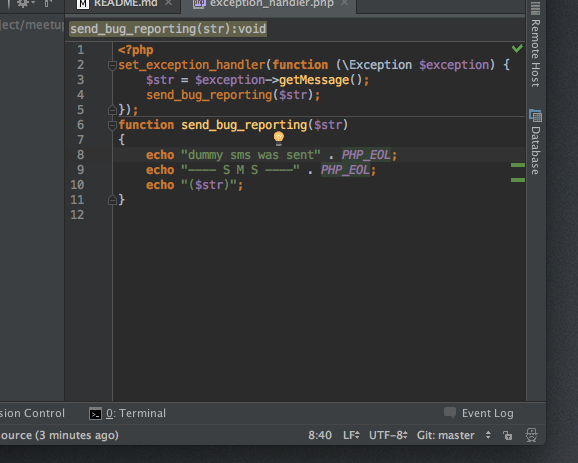 README.md × exception_handler.php ×
ject/meetup
send_bug_reporting(str):void
1 <?php
2 set_exception_handler(function (\Exception $exception) {
3 $str = $exception->getMessage();
4 send_bug_reporting($str);
5 });
6 function send_bug_reporting($str)
7 {
8 echo "dummy sms was sent" . PHP_EOL;
9 echo "---- S M S ----" . PHP_EOL;
10 echo "($str)";
11 }
12
Remote Host
Database
sion Control 0: Terminal Event Log
ource (3 minutes ago) 8:40 LF UTF-8 Git: master